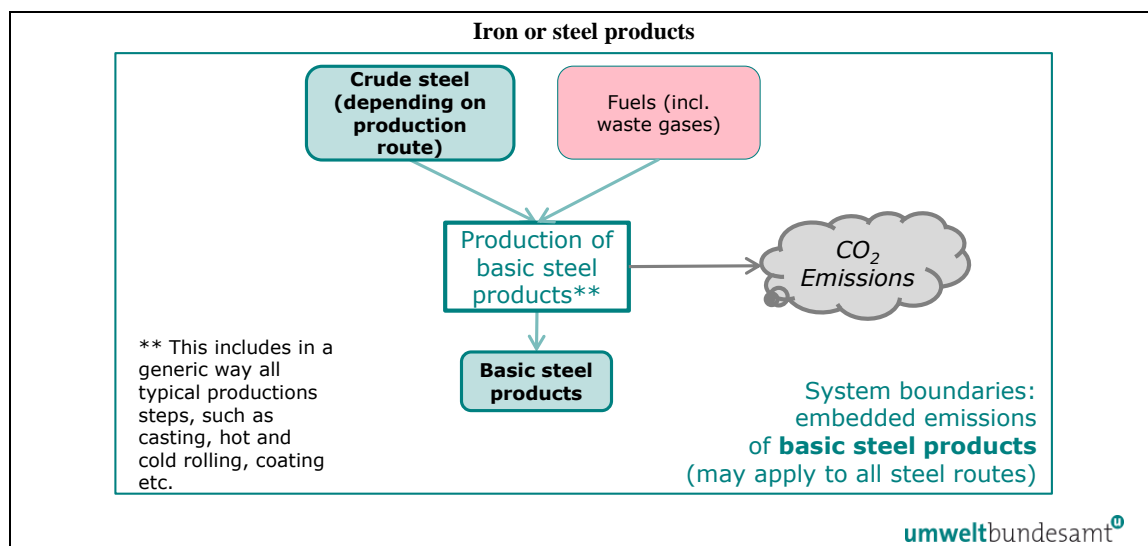 Iron or steel products
Crude steel
(depending on
production
route)
Fuels (incl.
waste gases)
Production of
basic steel
products**
CO2
Emissions
Basic steel
products
** This includes in a
generic way all
typical productions
steps, such as
casting, hot and
cold rolling, coating
etc.
System boundaries:
embedded emissions
of basic steel products
(may apply to all steel routes)
umweltbundesamt u